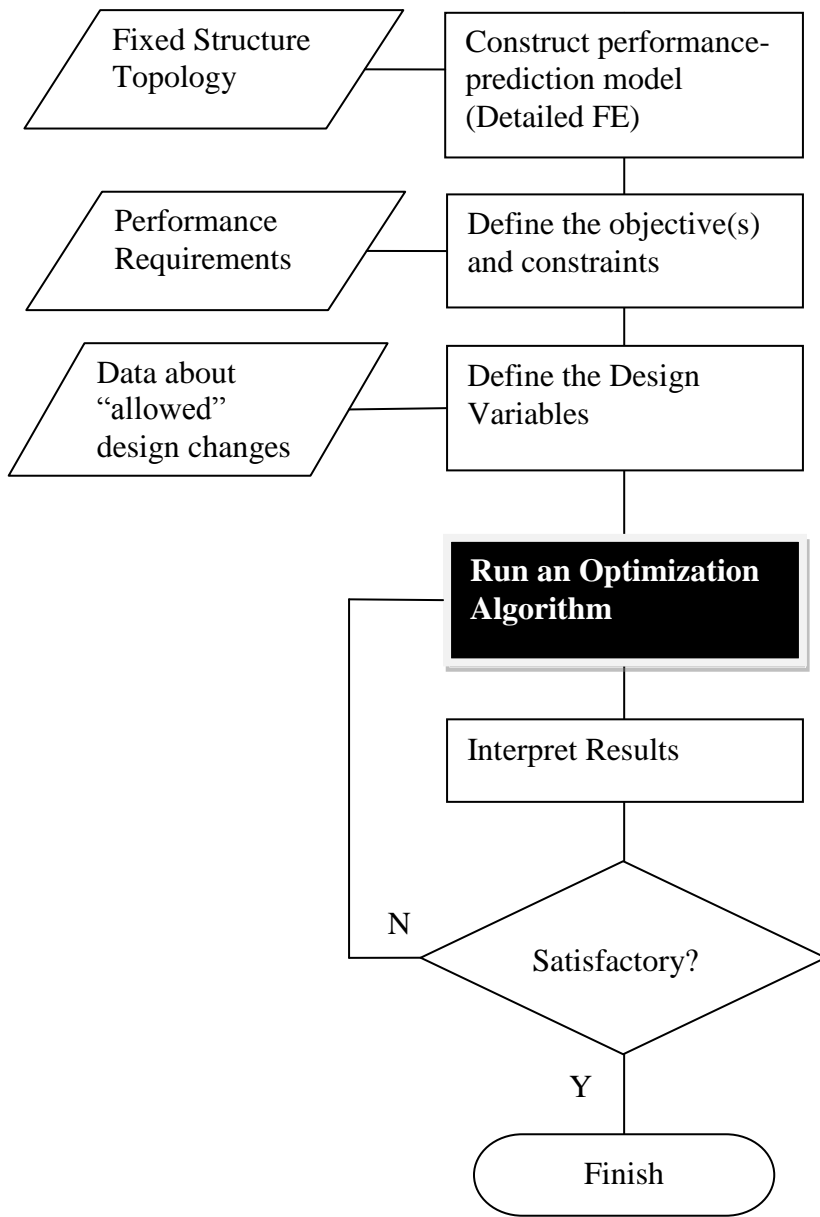 Fixed Structure
Topology
Construct performance-
prediction model
(Detailed FE)
Performance
Requirements
Define the objective(s)
and constraints
Data about
“allowed”
design changes
Define the Design
Variables
Run an Optimization
Algorithm
Interpret Results
N
Satisfactory?
Y
Finish